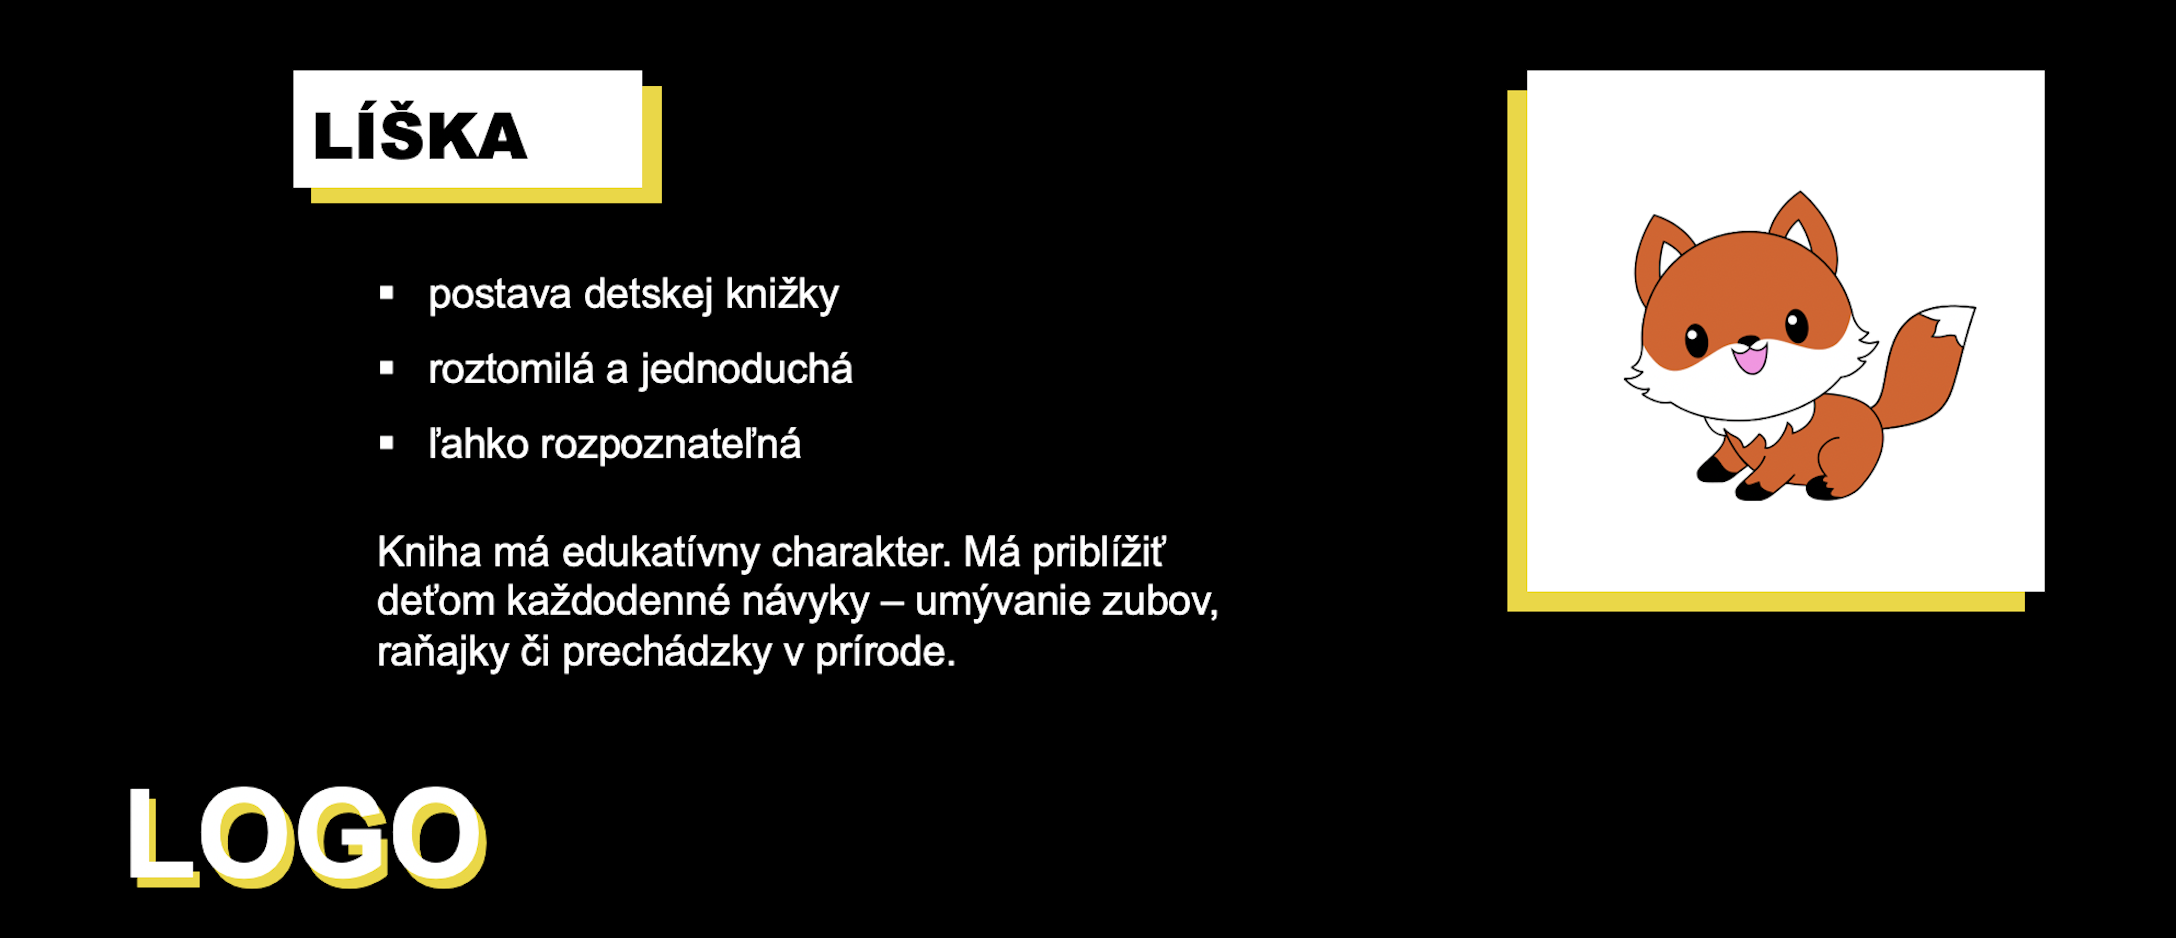 LÍŠKA
▪ postava detskej knižky
▪ roztomilá a jednoduchá
▪ ľahko rozpoznateľná
Kniha má edukatívny charakter. Má priblížiť
deťom každodenné návyky – umývanie zubov,
raňajky či prechádzky v prírode.
LOGO